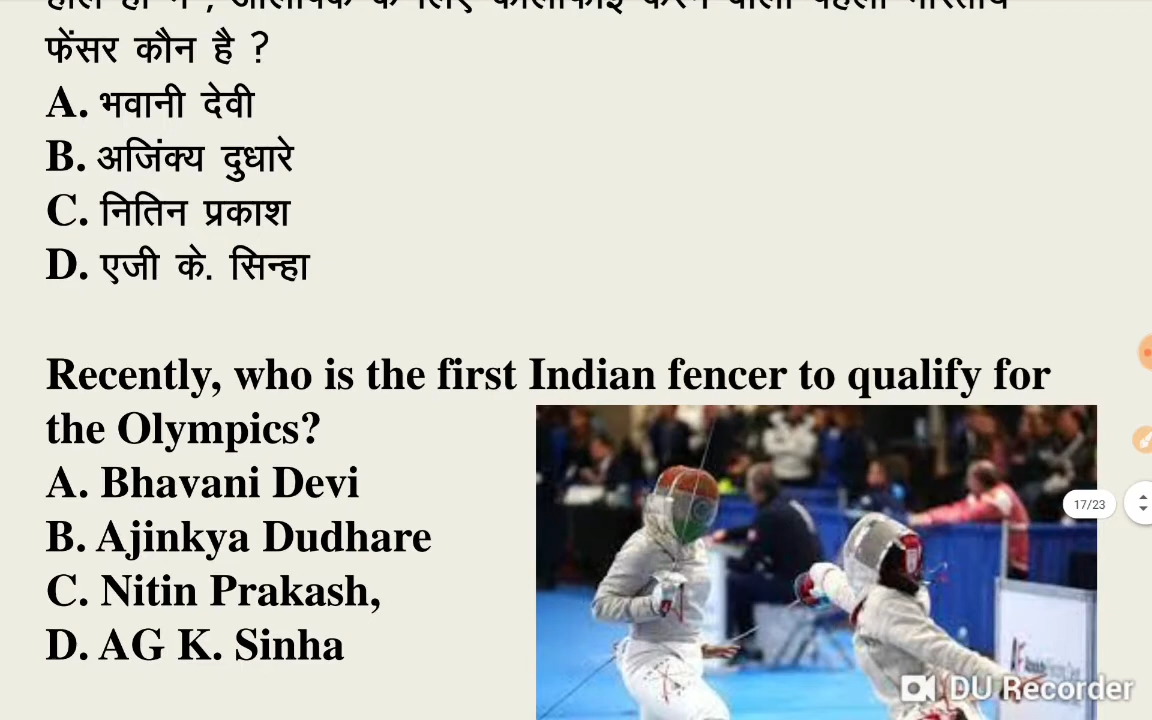 फेंसर कौन है ?
A. भवानी देवी
B. अजिंक्य दुधारे
C. नितिन प्रकाश
D. एजी के. सिन्हा
Recently, who is the first Indian fencer to qualify for
the Olympics?
A. Bhavani Devi
B. Ajinkya Dudhare
C. Nitin Prakash,
D. AG K. Sinha
17/23
DU Recorder